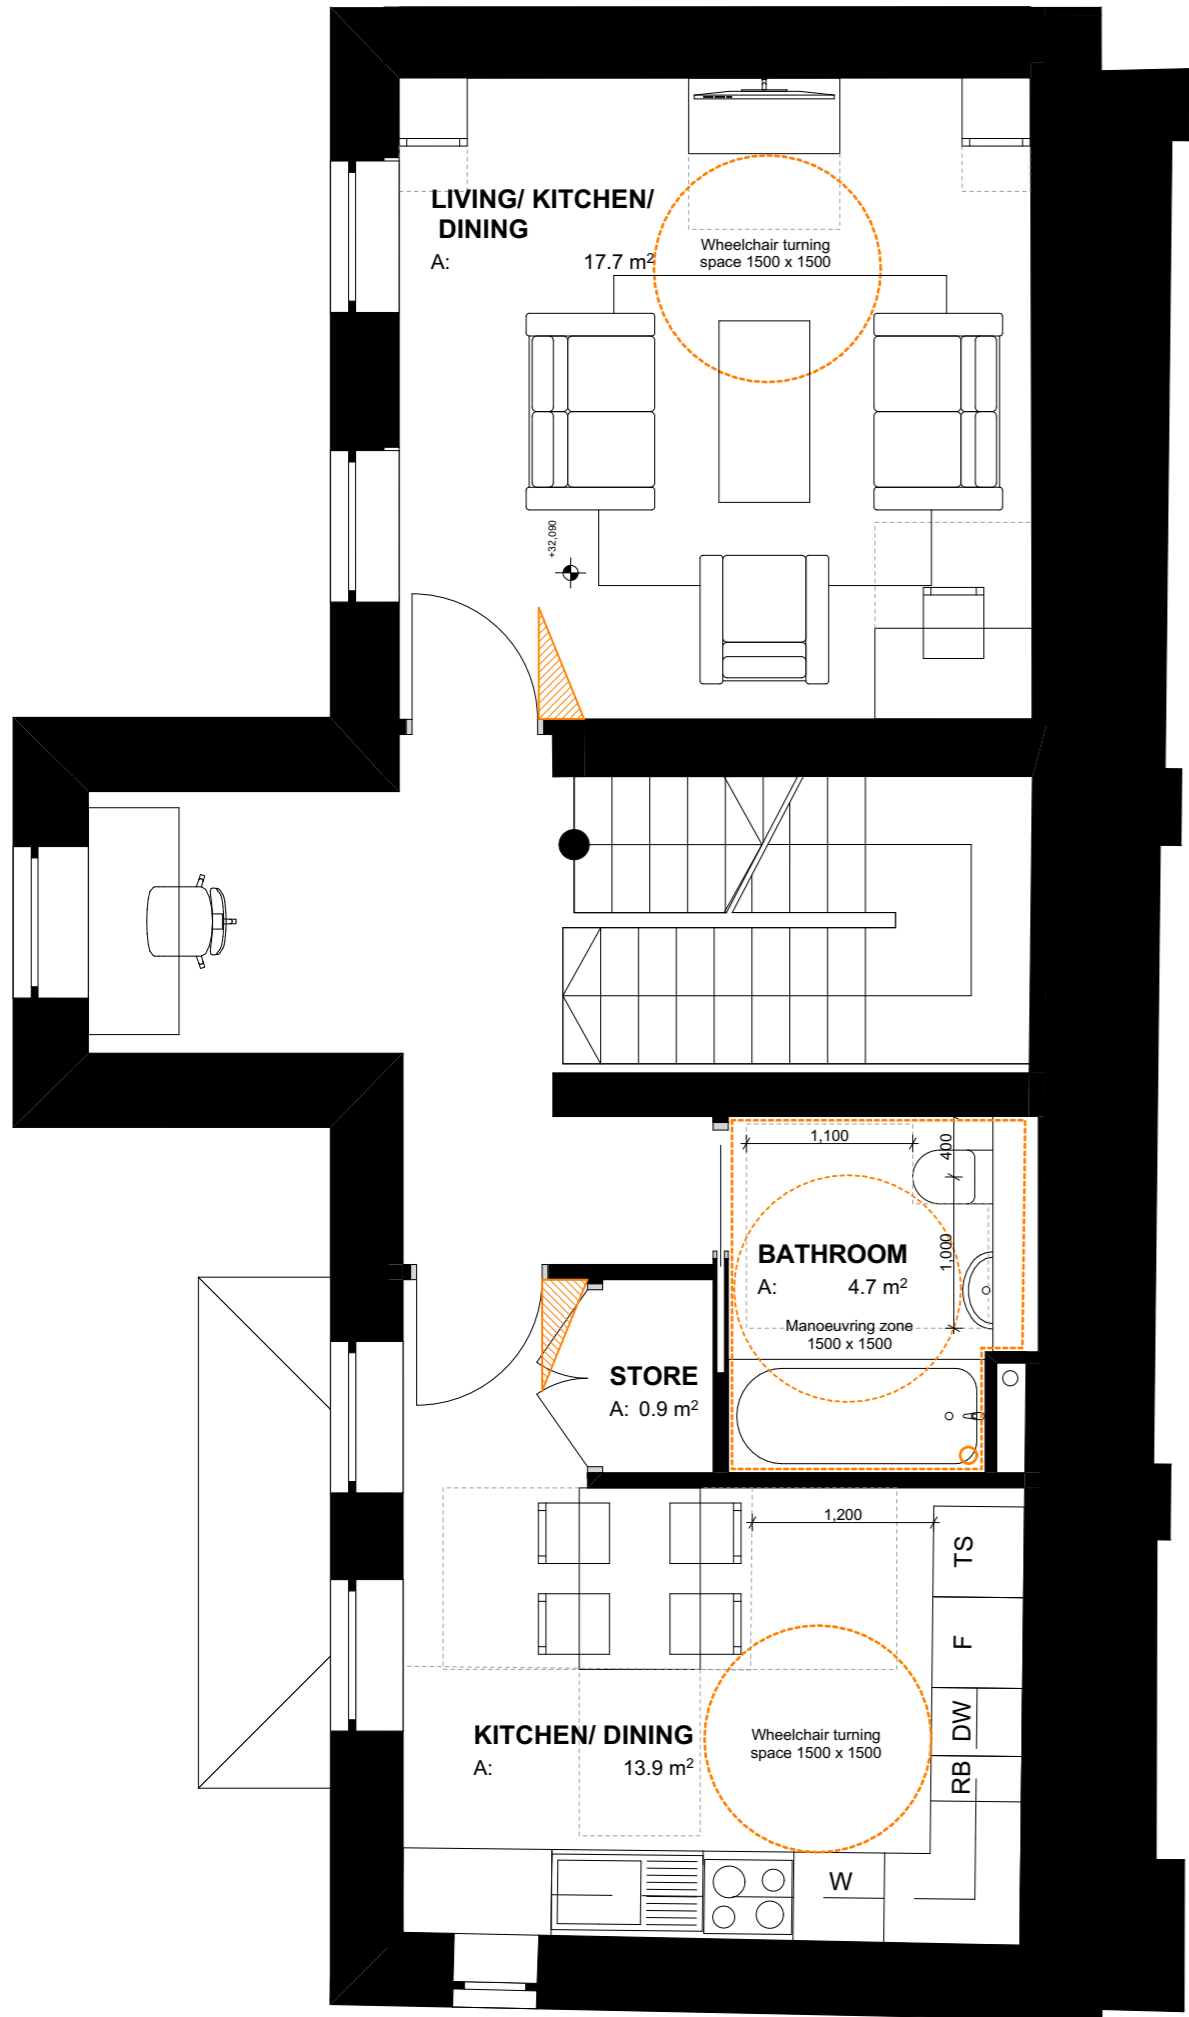 LIVING/ KITCHEN/
DINING
A: 17.7 m²
Wheelchair turning
space 1500 x 1500
+32,090
1,100
400
1,000
BATHROOM
A: 4.7 m²
Manoeuvring zone
1500 x 1500
STORE
A: 0.9 m²
1,200
TS
F
DW
RB
KITCHEN/ DINING
A: 13.9 m²
Wheelchair turning
space 1500 x 1500
W